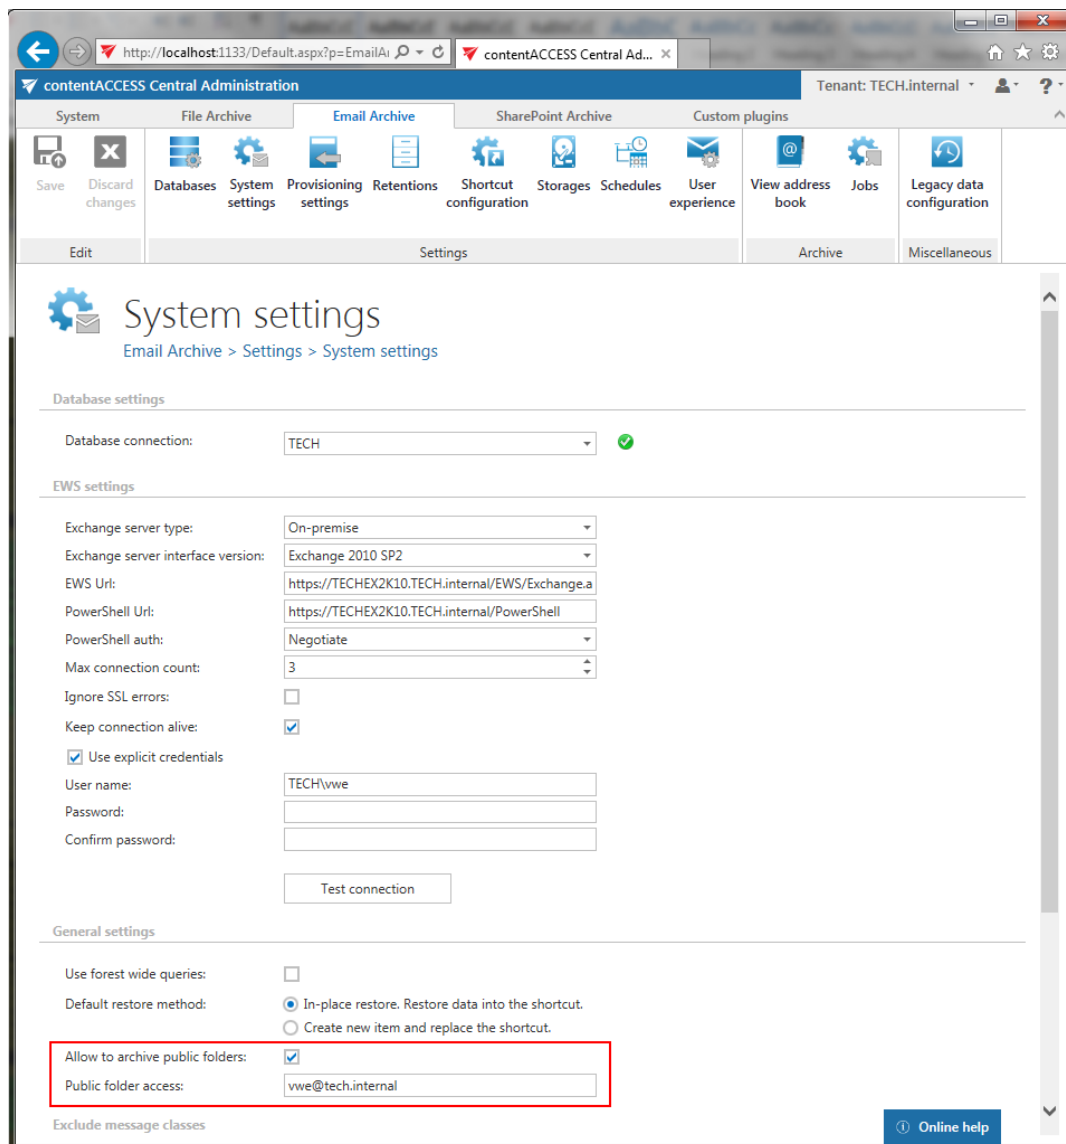 http://localhost:1133/Default.aspx?p=EmailAr
contentACCESS Central Ad...
contentACCESS Central Administration
Tenant: TECH.internal
?
System File Archive Email Archive SharePoint Archive Custom plugins
Save
Discard changes
Databases
System settings
Provisioning settings
Retentions
Shortcut configuration
Storages
Schedules
User experience
View address book
Jobs
Legacy data configuration
Edit Settings Archive Miscellaneous
System settings
Email Archive > Settings > System settings
Database settings
Database connection: TECH
EWS settings
Exchange server type: On-premise
Exchange server interface version: Exchange 2010 SP2
EWS Url: https://TECHEX2K10.TECH.internal/EWS/Exchange.a
PowerShell Url: https://TECHEX2K10.TECH.internal/PowerShell
PowerShell auth: Negotiate
Max connection count: 3
Ignore SSL errors:
Keep connection alive:
Use explicit credentials
User name: TECH\vwe
Password:
Confirm password:
Test connection
General settings
Use forest wide queries:
Default restore method: In-place restore. Restore data into the shortcut.
Create new item and replace the shortcut.
Allow to archive public folders:
Public folder access: vwe@tech.internal
Exclude message classes
Online help